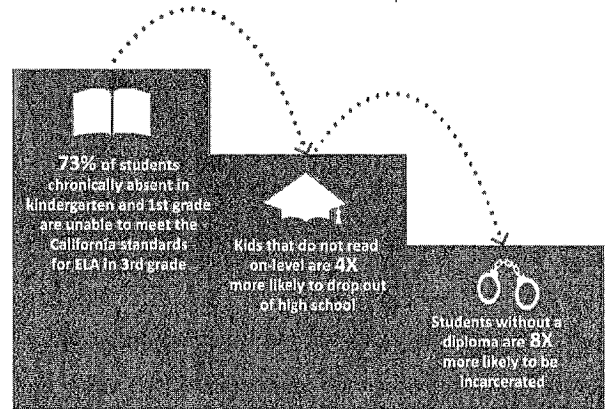 73% of students
chronically absent in
kindergarten and 1st grade
are unable to meet the
California standards
for ELA in 3rd grade
Kids that do not read
on-level are 4X
more likely to drop out
of high school
Students without a
diploma are 8X
more likely to be
incarcerated